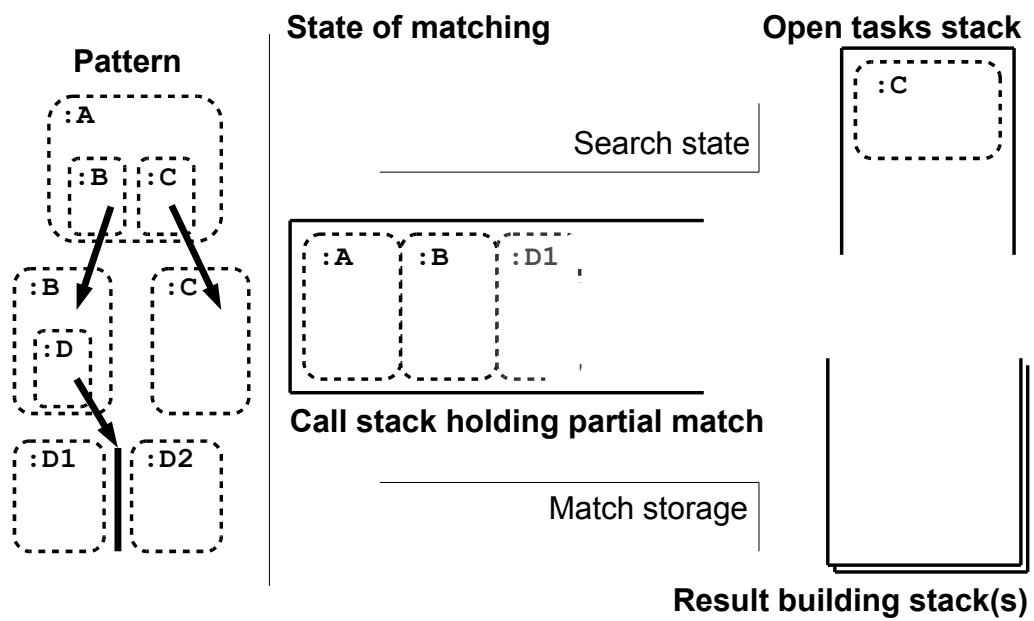 State of matching
Open tasks stack
Pattern
:A
:B :C
:B
:C
:D
:D1
:D2
:C
Search state
:A :B :D1
Call stack holding partial match
Match storage
Result building stack(s)